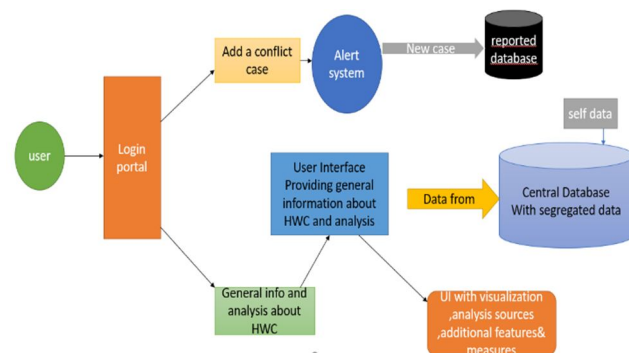 user
Login
portal
Add a conflict
case
Alert
system
New case
reported
database
self data
User Interface
Providing general
information about
HWC and analysis
Data from
Central Database
With segregated data
General info and
analysis about
HWC
UI with visualization
,analysis sources
,additional features&
measures